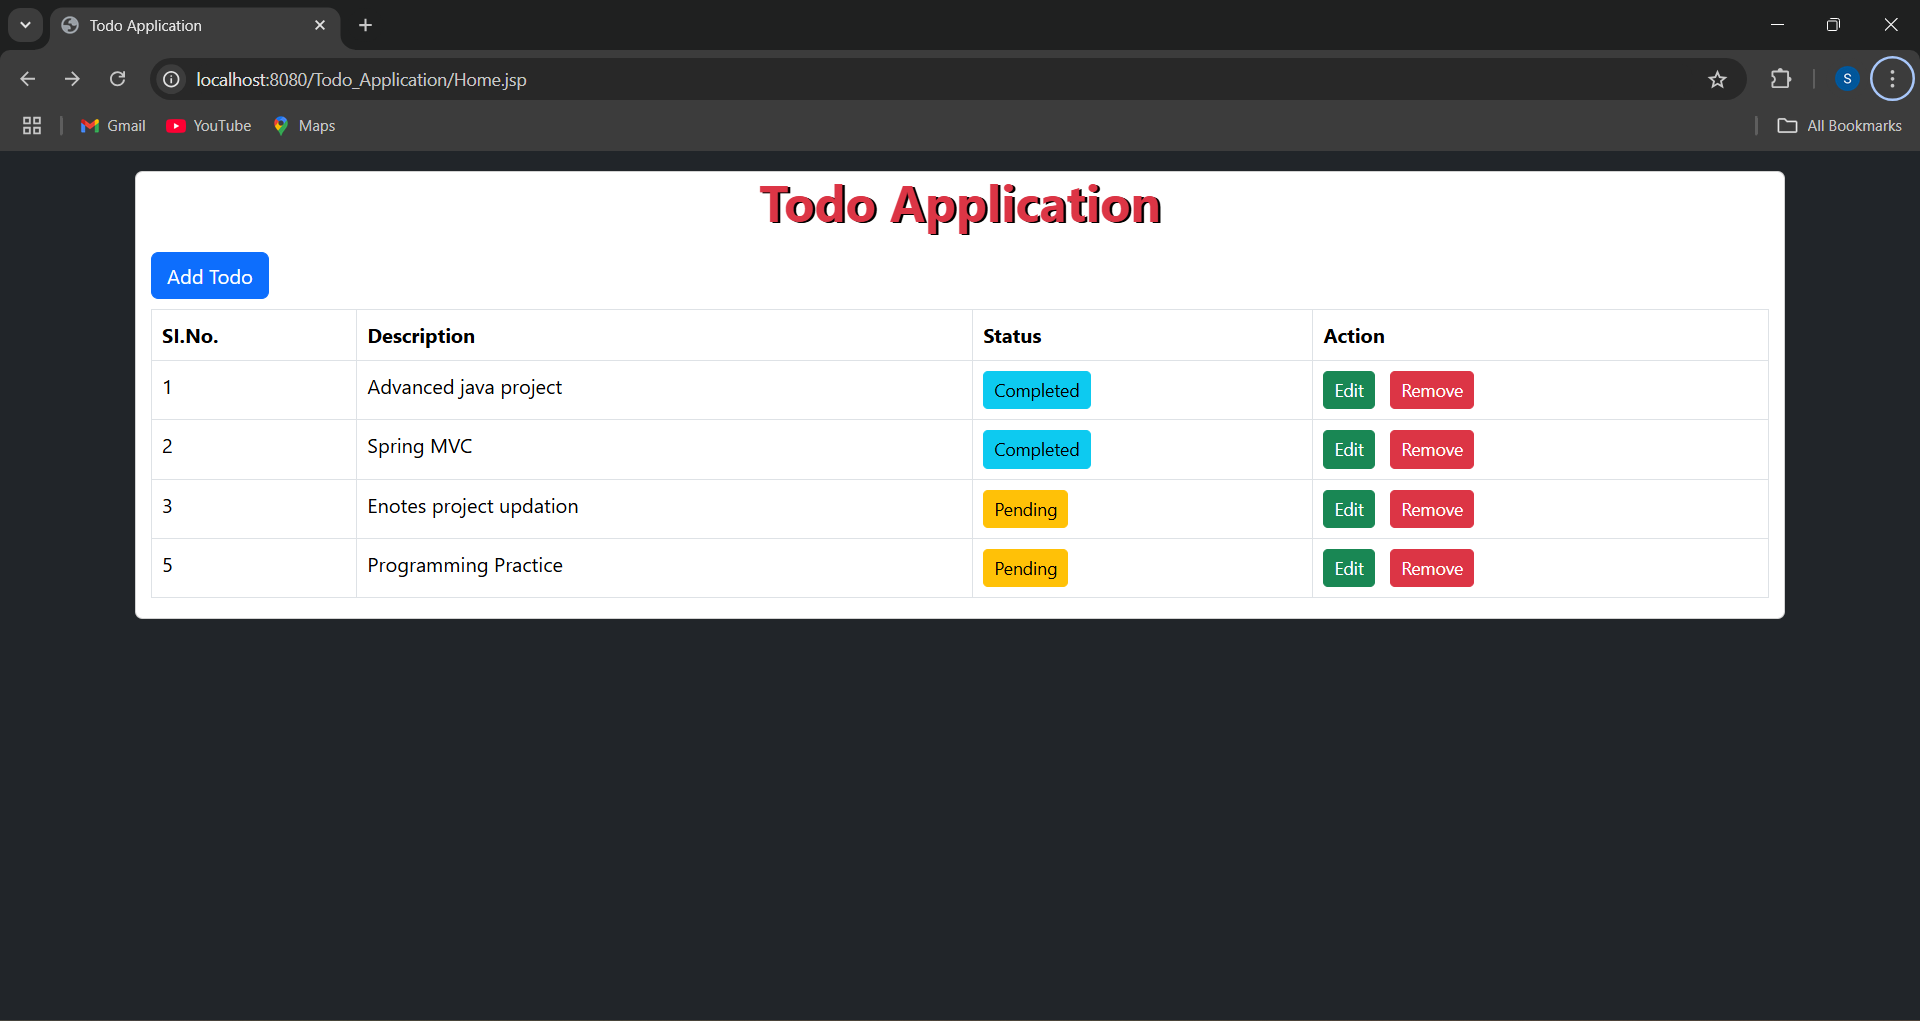 Todo Application
localhost:8080/Todo_Application/Home.jsp
S
Gmail YouTube Maps All Bookmarks
Todo Application
Add Todo
Sl.No. Description Status Action
1 Advanced java project Completed Edit Remove
2 Spring MVC Completed Edit Remove
3 Enotes project updation Pending Edit Remove
5 Programming Practice Pending Edit Remove